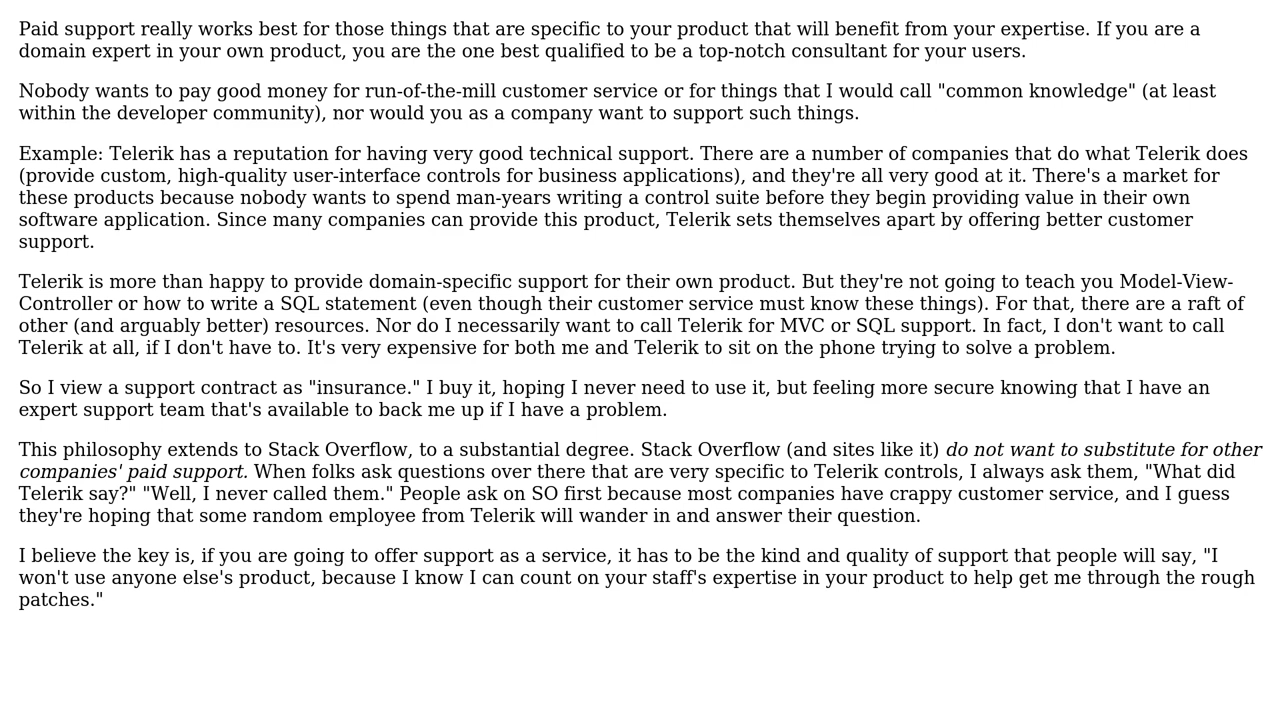 Paid support really works best for those things that are specific to your product that will benefit from your expertise. If you are a
domain expert in your own product, you are the one best qualified to be a top-notch consultant for your users.
Nobody wants to pay good money for run-of-the-mill customer service or for things that I would call "common knowledge" (at least
within the developer community), nor would you as a company want to support such things.
Example: Telerik has a reputation for having very good technical support. There are a number of companies that do what Telerik does
(provide custom, high-quality user-interface controls for business applications), and they're all very good at it. There's a market for
these products because nobody wants to spend man-years writing a control suite before they begin providing value in their own
software application. Since many companies can provide this product, Telerik sets themselves apart by offering better customer
support.
Telerik is more than happy to provide domain-specific support for their own product. But they're not going to teach you Model-View-
Controller or how to write a SQL statement (even though their customer service must know these things). For that, there are a raft of
other (and arguably better) resources. Nor do I necessarily want to call Telerik for MVC or SQL support. In fact, I don't want to call
Telerik at all, if I don't have to. It's very expensive for both me and Telerik to sit on the phone trying to solve a problem.
So I view a support contract as "insurance." I buy it, hoping I never need to use it, but feeling more secure knowing that I have an
expert support team that's available to back me up if I have a problem.
This philosophy extends to Stack Overflow, to a substantial degree. Stack Overflow (and sites like it) do not want to substitute for other
companies' paid support. When folks ask questions over there that are very specific to Telerik controls, I always ask them, "What did
Telerik say?" "Well, I never called them." People ask on SO first because most companies have crappy customer service, and I guess
they're hoping that some random employee from Telerik will wander in and answer their question.
I believe the key is, if you are going to offer support as a service, it has to be the kind and quality of support that people will say, "I
won't use anyone else's product, because I know I can count on your staff's expertise in your product to help get me through the rough
patches."